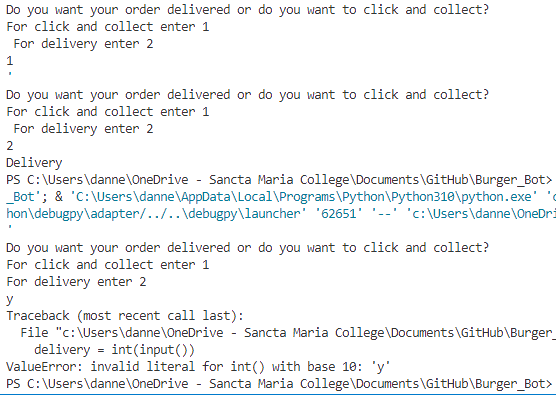 Do you want your order delivered or do you want to click and collect?
For click and collect enter 1
 For delivery enter 2
1
'
Do you want your order delivered or do you want to click and collect?
For click and collect enter 1
 For delivery enter 2
2
Delivery
PS C:\Users\danne\OneDrive - Sancta Maria College\Documents\GitHub\Burger_Bot>
_Bot'; & 'C:\Users\danne\AppData\Local\Programs\Python\Python310\python.exe' 'c
hon\debugpy\adapter/../..\debugpy\launcher' '62651' '--' 'c:\Users\danne\OneDri
'
Do you want your order delivered or do you want to click and collect?
For click and collect enter 1
For delivery enter 2
y
Traceback (most recent call last):
  File "c:\Users\danne\OneDrive - Sancta Maria College\Documents\GitHub\Burger_
    delivery = int(input())
ValueError: invalid literal for int() with base 10: 'y'
PS C:\Users\danne\OneDrive - Sancta Maria College\Documents\GitHub\Burger_Bot>